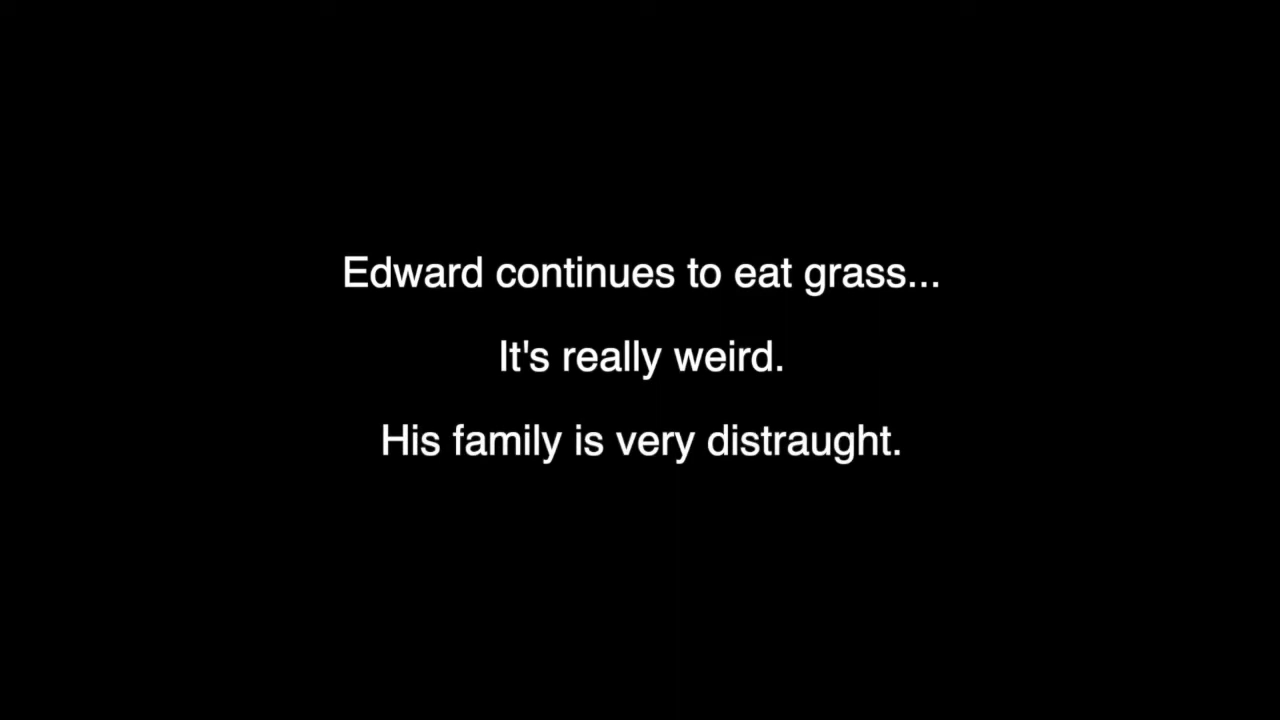 Edward continues to eat grass...
It's really weird.
His family is very distraught.